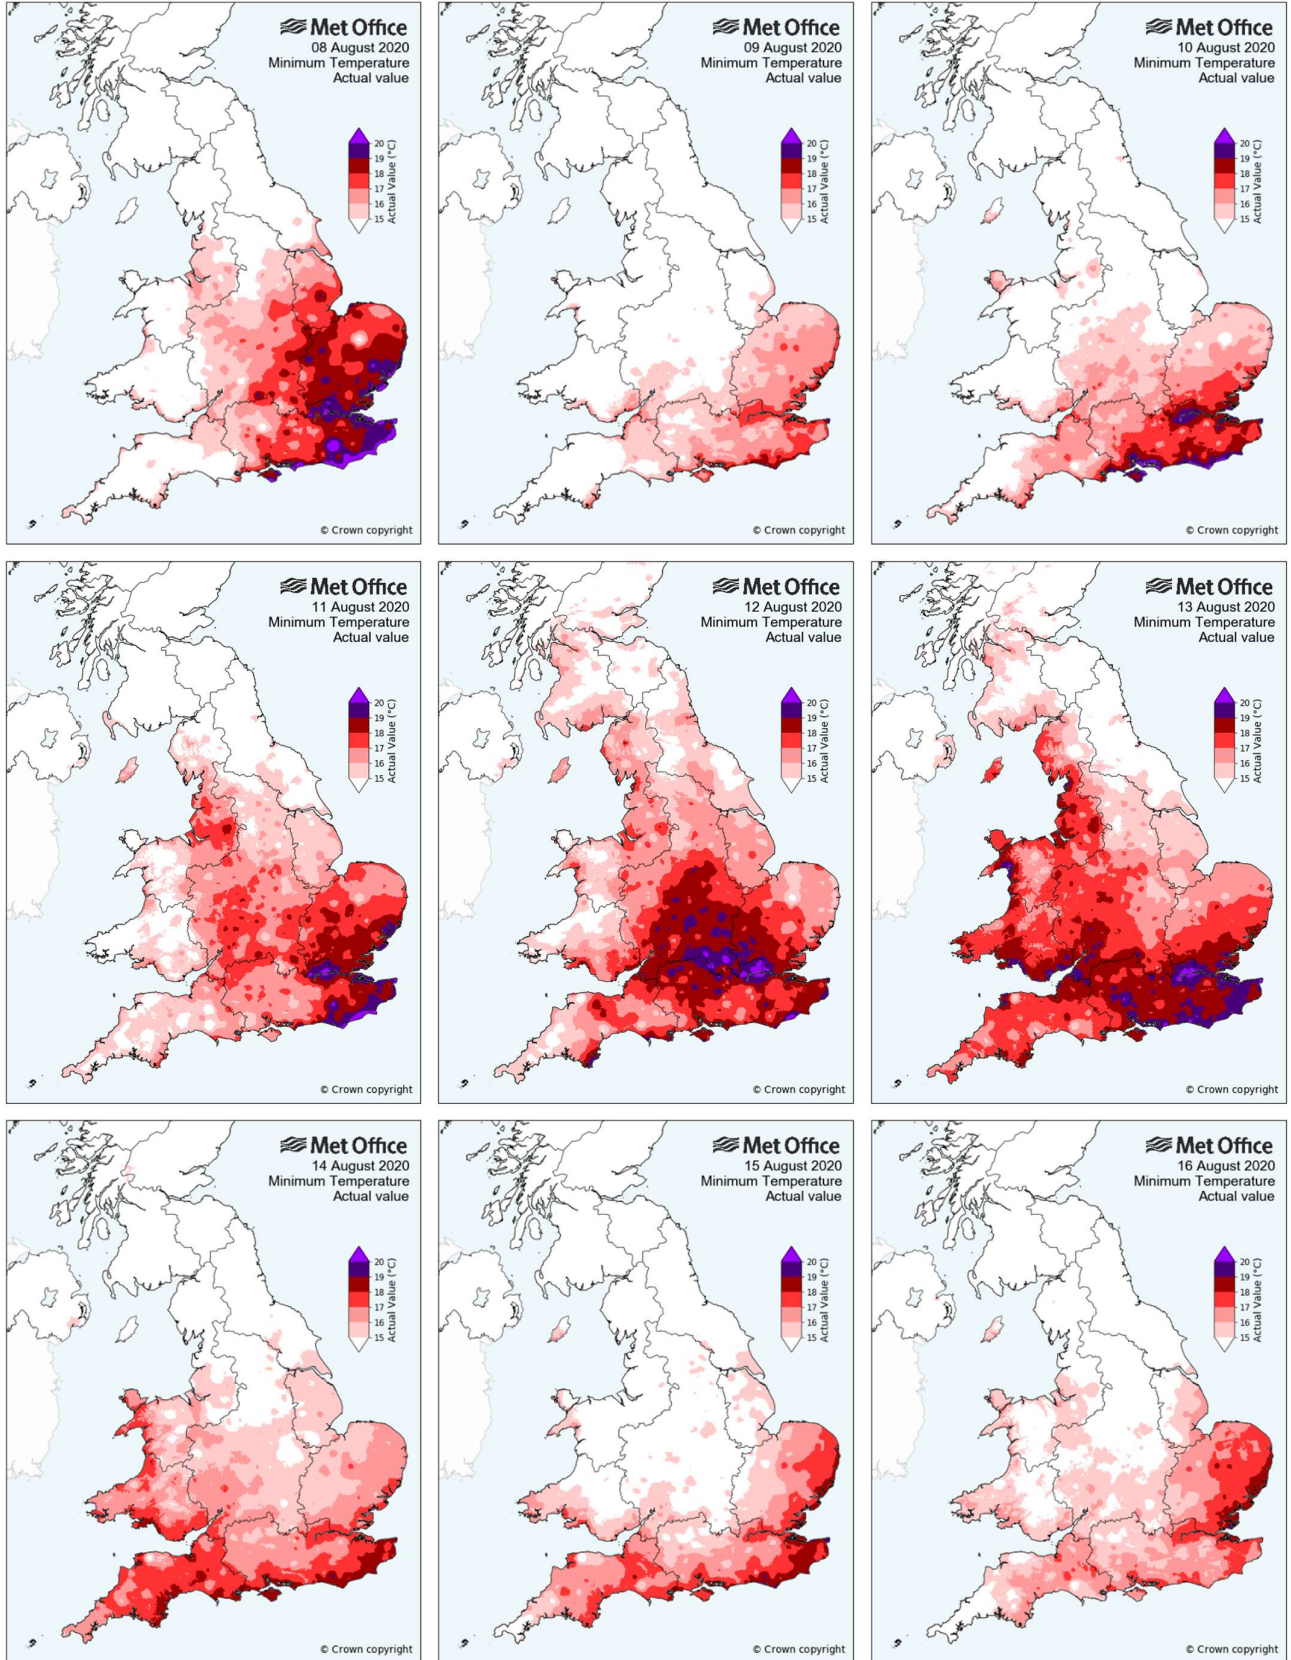 Met Office
08 August 2020
Minimum Temperature
Actual value
20
19
18
17
16
15
Actual Value (°C)
© Crown copyright
Met Office
09 August 2020
Minimum Temperature
Actual value
20
19
18
17
16
15
Actual Value (°C)
© Crown copyright
Met Office
10 August 2020
Minimum Temperature
Actual value
20
19
18
17
16
15
Actual Value (°C)
© Crown copyright
Met Office
11 August 2020
Minimum Temperature
Actual value
20
19
18
17
16
15
Actual Value (°C)
© Crown copyright
Met Office
12 August 2020
Minimum Temperature
Actual value
20
19
18
17
16
15
Actual Value (°C)
© Crown copyright
Met Office
13 August 2020
Minimum Temperature
Actual value
20
19
18
17
16
15
Actual Value (°C)
© Crown copyright
Met Office
14 August 2020
Minimum Temperature
Actual value
20
19
18
17
16
15
Actual Value (°C)
© Crown copyright
Met Office
15 August 2020
Minimum Temperature
Actual value
20
19
18
17
16
15
Actual Value (°C)
© Crown copyright
Met Office
16 August 2020
Minimum Temperature
Actual value
20
19
18
17
16
15
Actual Value (°C)
© Crown copyright